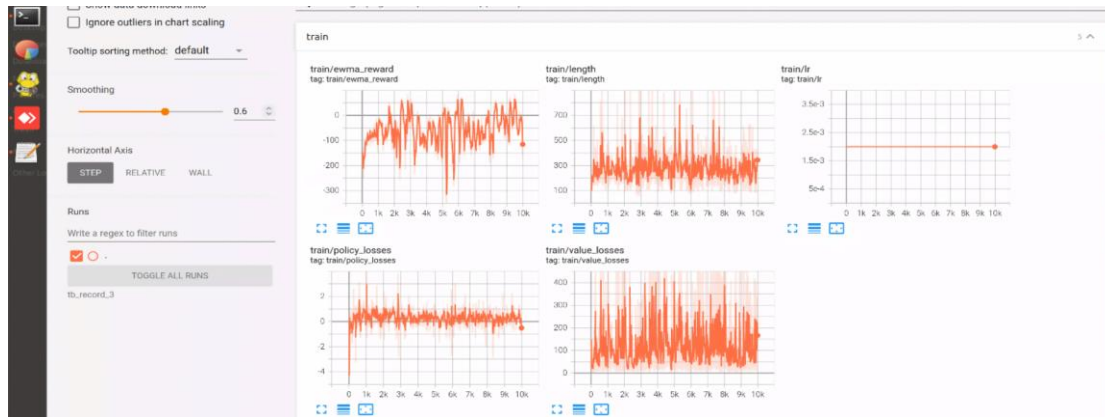 Show data download links
Ignore outliers in chart scaling
Tooltip sorting method: default
Smoothing
0.6
Horizontal Axis
STEP RELATIVE WALL
Runs
Write a regex to filter runs
.
TOGGLE ALL RUNS
tb_record_3
train
train/ewma_reward
tag: train/ewma_reward
0
-100
-200
-300
0 1k 2k 3k 4k 5k 6k 7k 8k 9k 10k
train/length
tag: train/length
700
500
300
100
0 1k 2k 3k 4k 5k 6k 7k 8k 9k 10k
train/lr
tag: train/lr
3.5e-3
2.5e-3
1.5e-3
5e-4
0 1k 2k 3k 4k 5k 6k 7k 8k 9k 10k
train/policy_losses
tag: train/policy_losses
2
0
-2
-4
0 1k 2k 3k 4k 5k 6k 7k 8k 9k 10k
train/value_losses
tag: train/value_losses
400
300
200
100
0
0 1k 2k 3k 4k 5k 6k 7k 8k 9k 10k